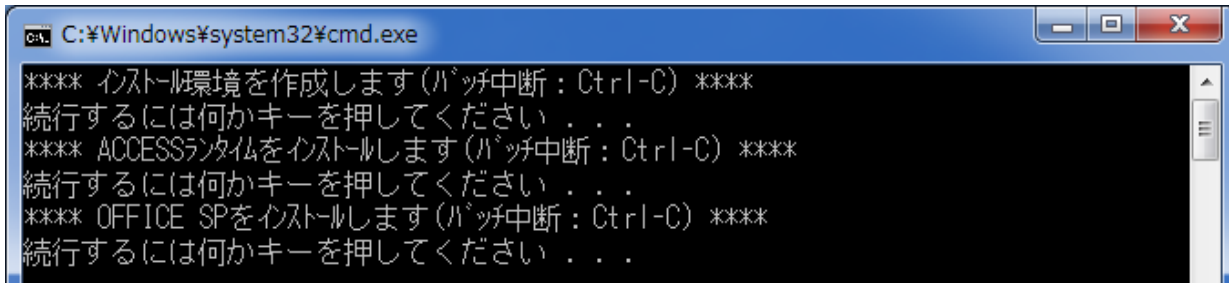 C:¥Windows¥system32¥cmd.exe
**** ｲﾝｽﾄｰﾙ環境を作成します(ﾊﾞｯﾁ中断：Ctrl-C) ****
続行するには何かキーを押してください . . .
**** ACCESSﾗﾝﾀｲﾑをｲﾝｽﾄｰﾙします(ﾊﾞｯﾁ中断：Ctrl-C) ****
続行するには何かキーを押してください . . .
**** OFFICE SPをｲﾝｽﾄｰﾙします(ﾊﾞｯﾁ中断：Ctrl-C) ****
続行するには何かキーを押してください . . .